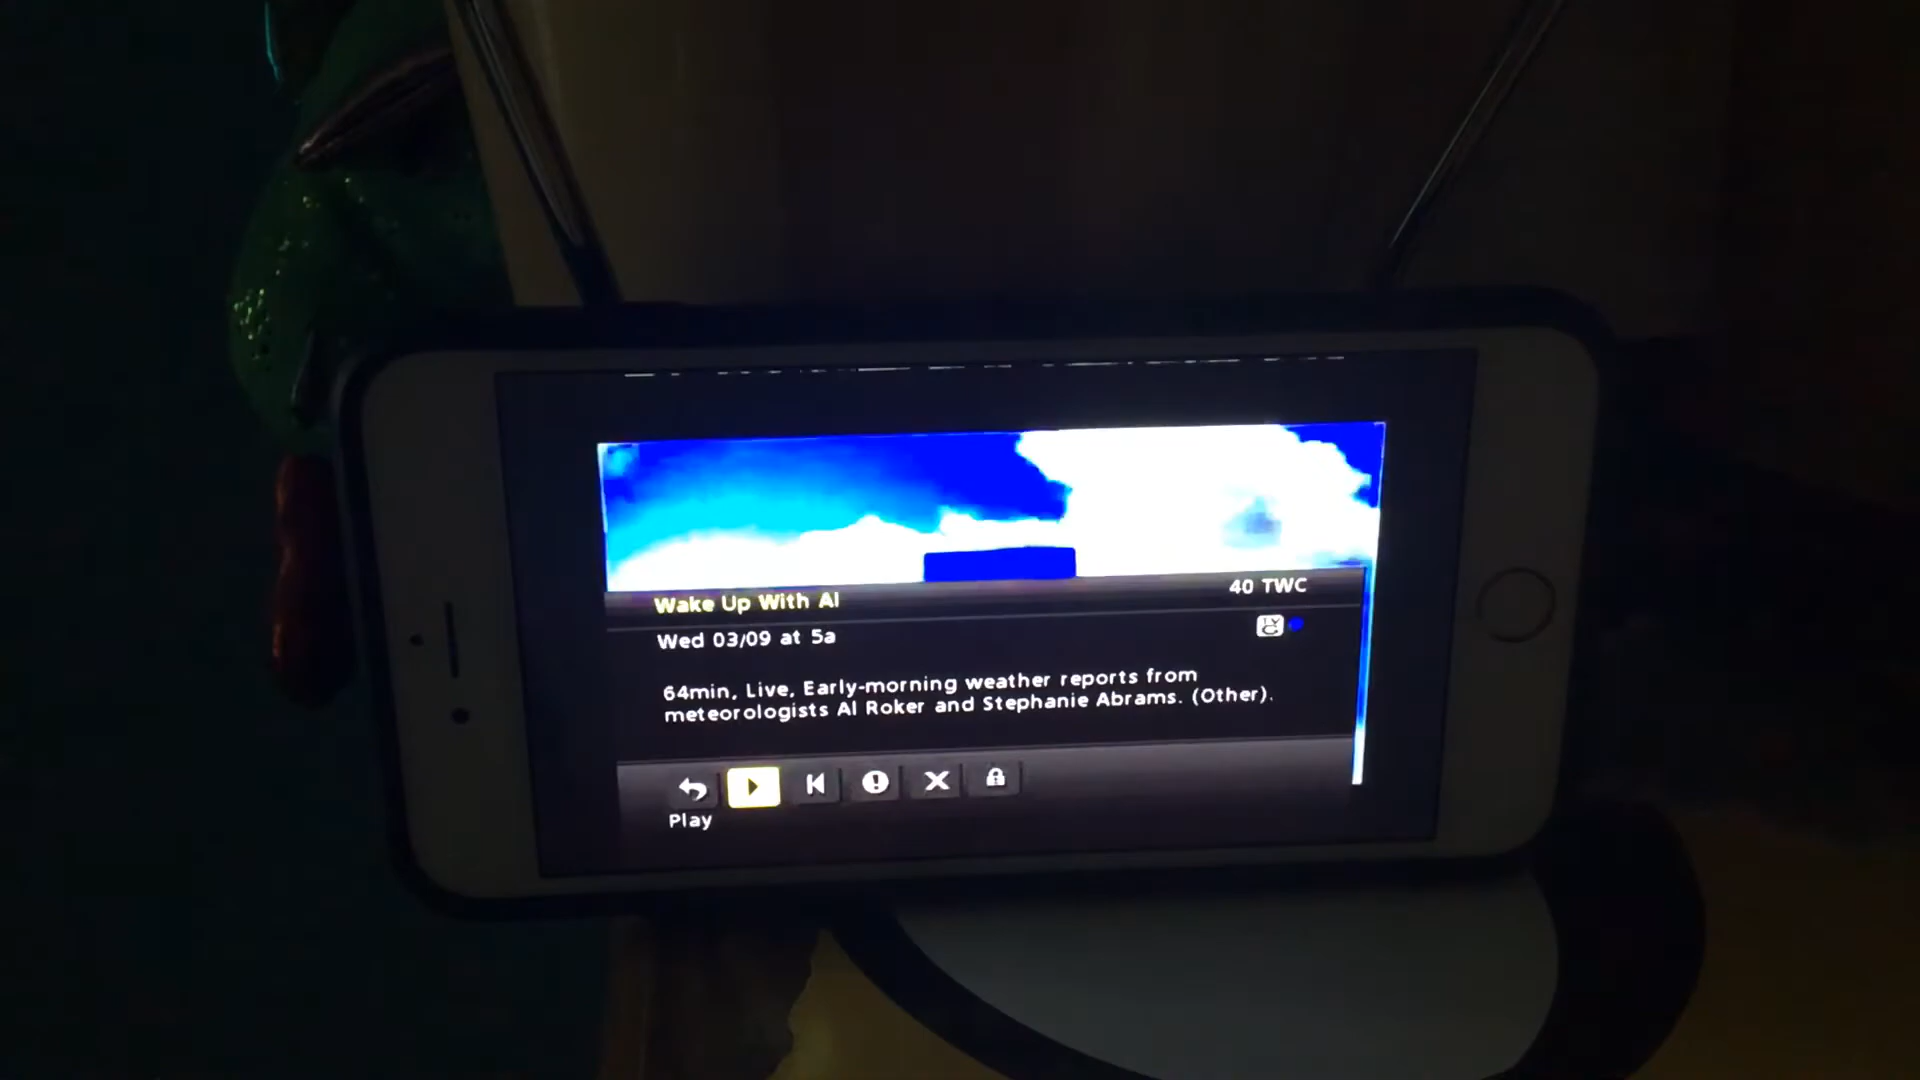 Wake Up With Al
40 TWC
Wed 03/09 at 5a
64min, Live, Early-morning weather reports from
meteorologists Al Roker and Stephanie Abrams. (Other).
Play